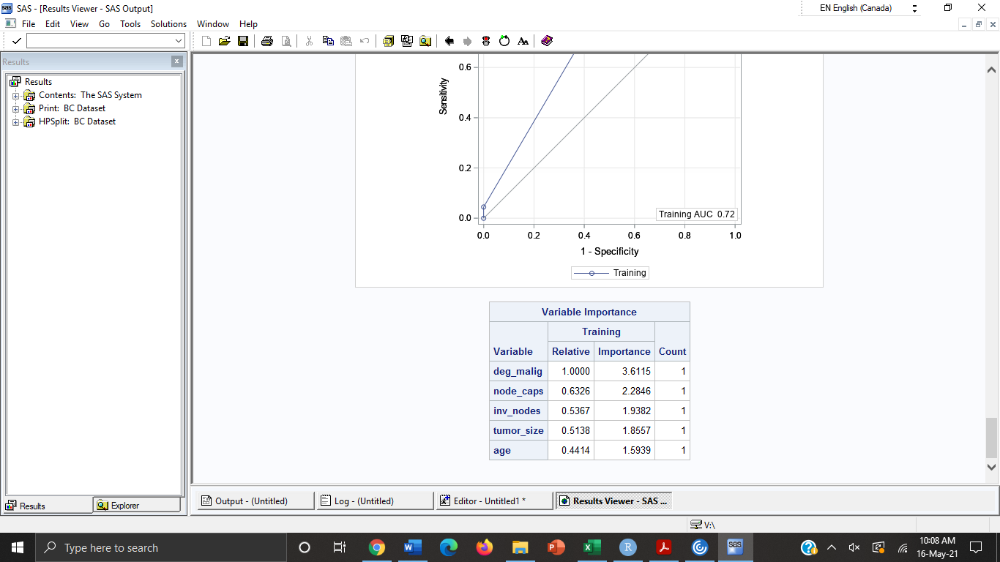 SAS - [Results Viewer - SAS Output]
EN English (Canada)
File Edit View Go Tools Solutions Window Help
Results
Results
Contents: The SAS System
Print: BC Dataset
HPSplit: BC Dataset
0.6
0.4
0.2
0.0
Sensitivity
Training AUC 0.72
0.0 0.2 0.4 0.6 0.8 1.0
1 - Specificity
Training
Variable Importance
Training
Variable Relative Importance Count
deg_malig 1.0000 3.6115 1
node_caps 0.6326 2.2846 1
inv_nodes 0.5367 1.9382 1
tumor_size 0.5138 1.8557 1
age 0.4414 1.5939 1
Results Explorer
Output - (Untitled) Log - (Untitled) Editor - Untitled1 * Results Viewer - SAS ...
V:\
Type here to search
10:08 AM
16-May-21